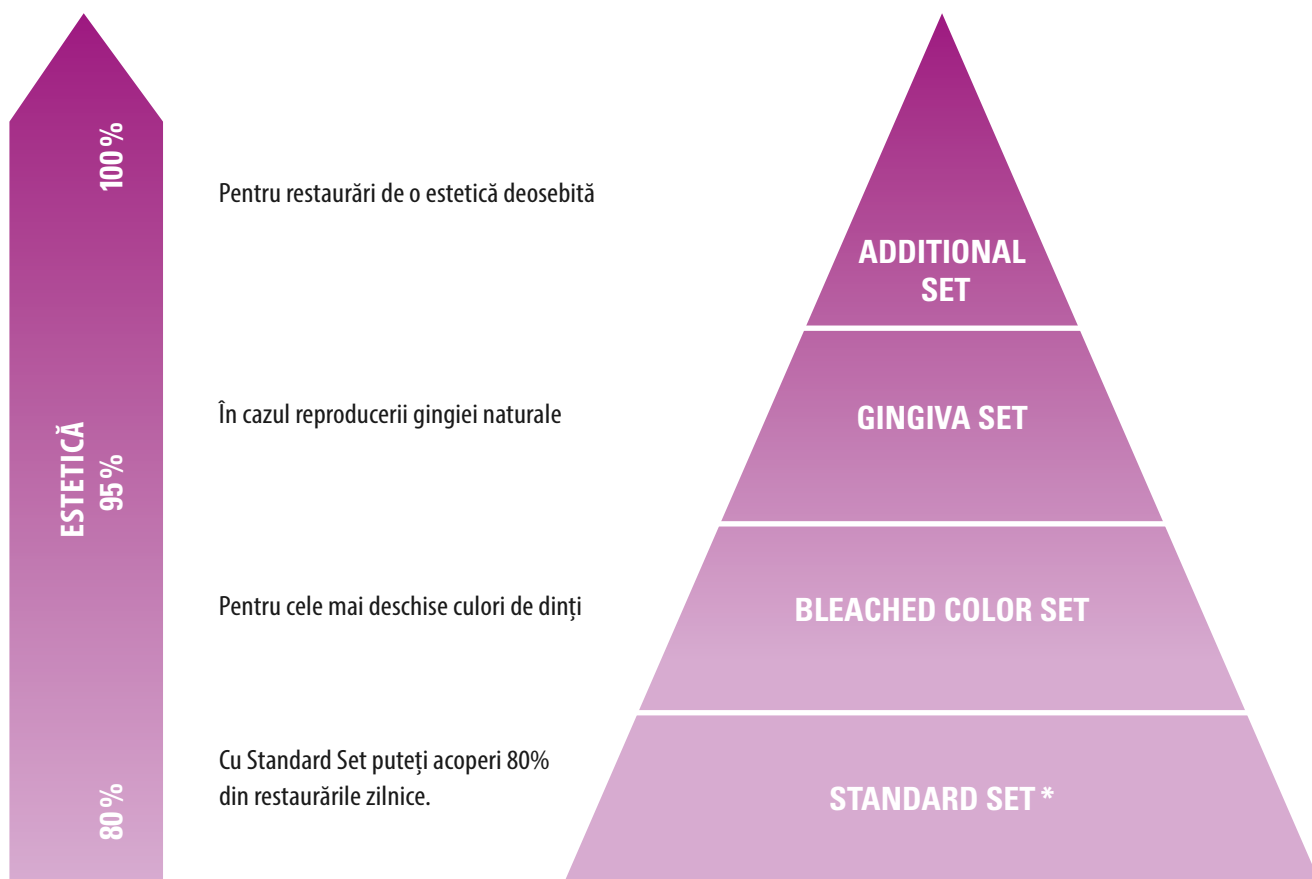 100 %
Pentru restaurări de o estetică deosebită
ADDITIONAL
SET
ESTETICĂ
95 %
În cazul reproducerii gingiei naturale
GINGIVA SET
Pentru cele mai deschise culori de dinți
BLEACHED COLOR SET
80 %
Cu Standard Set puteți acoperi 80%
din restaurările zilnice.
STANDARD SET *